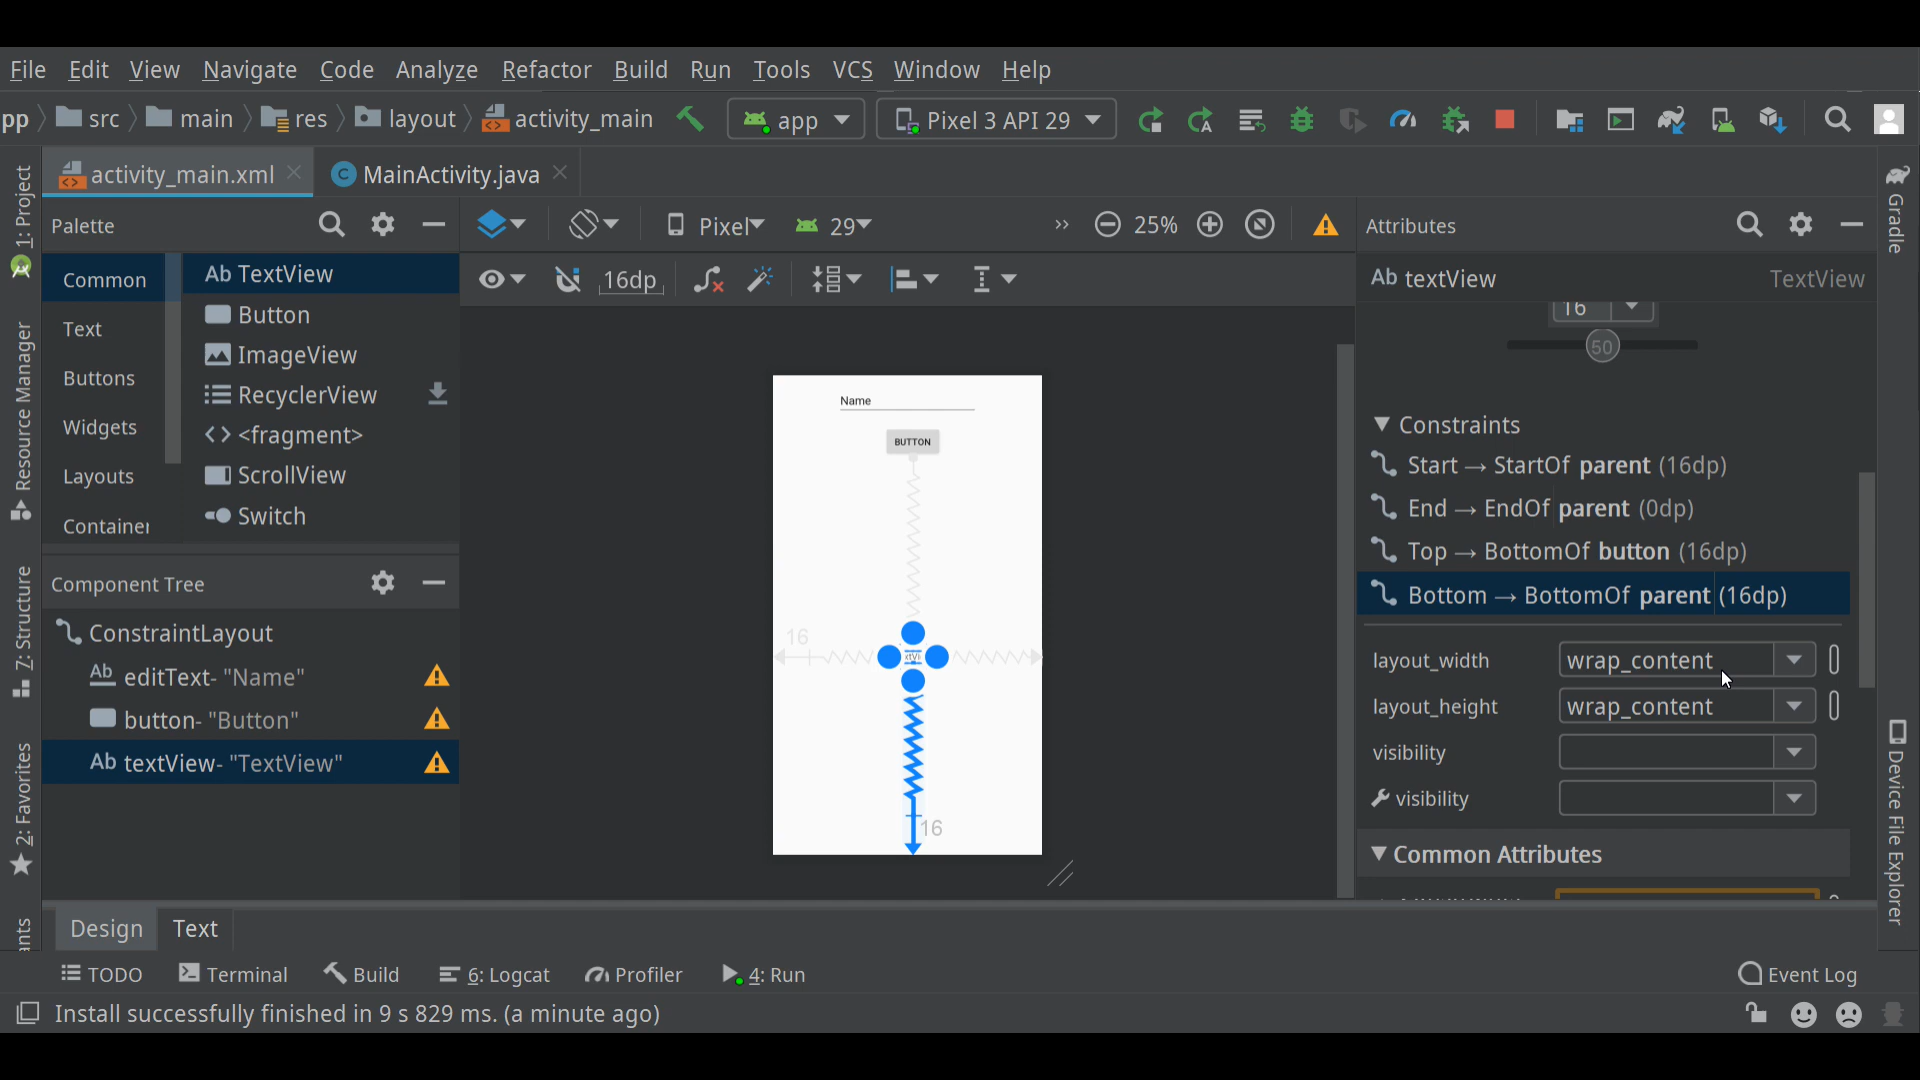 File Edit View Navigate Code Analyze Refactor Build Run Tools VCS Window Help
pp src main res layout activity_main app Pixel 3 API 29
activity_main.xml MainActivity.java
Palette
Pixel 29 » 25%
Attributes
Common
Text
Buttons
Widgets
Layouts
Container
Ab TextView
Button
ImageView
RecyclerView
<fragment>
ScrollView
Switch
16dp
Ab textView TextView
16
50
Constraints
Start → StartOf parent (16dp)
End → EndOf parent (0dp)
Top → BottomOf button (16dp)
Bottom → BottomOf parent (16dp)
layout_width wrap_content
layout_height wrap_content
visibility
visibility
Common Attributes
Name
BUTTON
16
16
Component Tree
ConstraintLayout
Ab editText- "Name"
button- "Button"
Ab textView- "TextView"
1: Project
Resource Manager
Z: Structure
2: Favorites
Gradle
Device File Explorer
Design Text
TODO Terminal Build 6: Logcat Profiler 4: Run Event Log
Install successfully finished in 9 s 829 ms. (a minute ago)